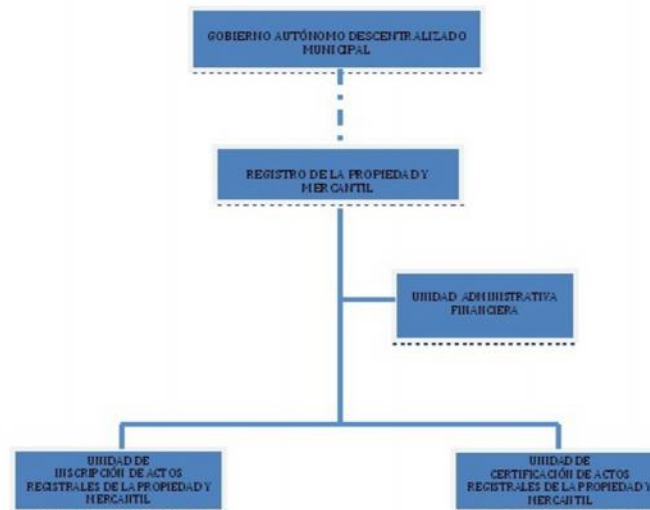 GOBIERNO AUTÓNOMO DESCENTRALIZADO
MUNICIPAL
REGISTRO DE LA PROPIEDAD Y
MERCANTIL
UNIDAD ADMINISTRATIVA
FINANCIERA
UNIDAD DE
INSCRIPCIÓN DE ACTOS
REGISTRALES DE LA PROPIEDAD Y
MERCANTIL
UNIDAD DE
CERTIFICACIÓN DE ACTOS
REGISTRALES DE LA PROPIEDAD Y
MERCANTIL